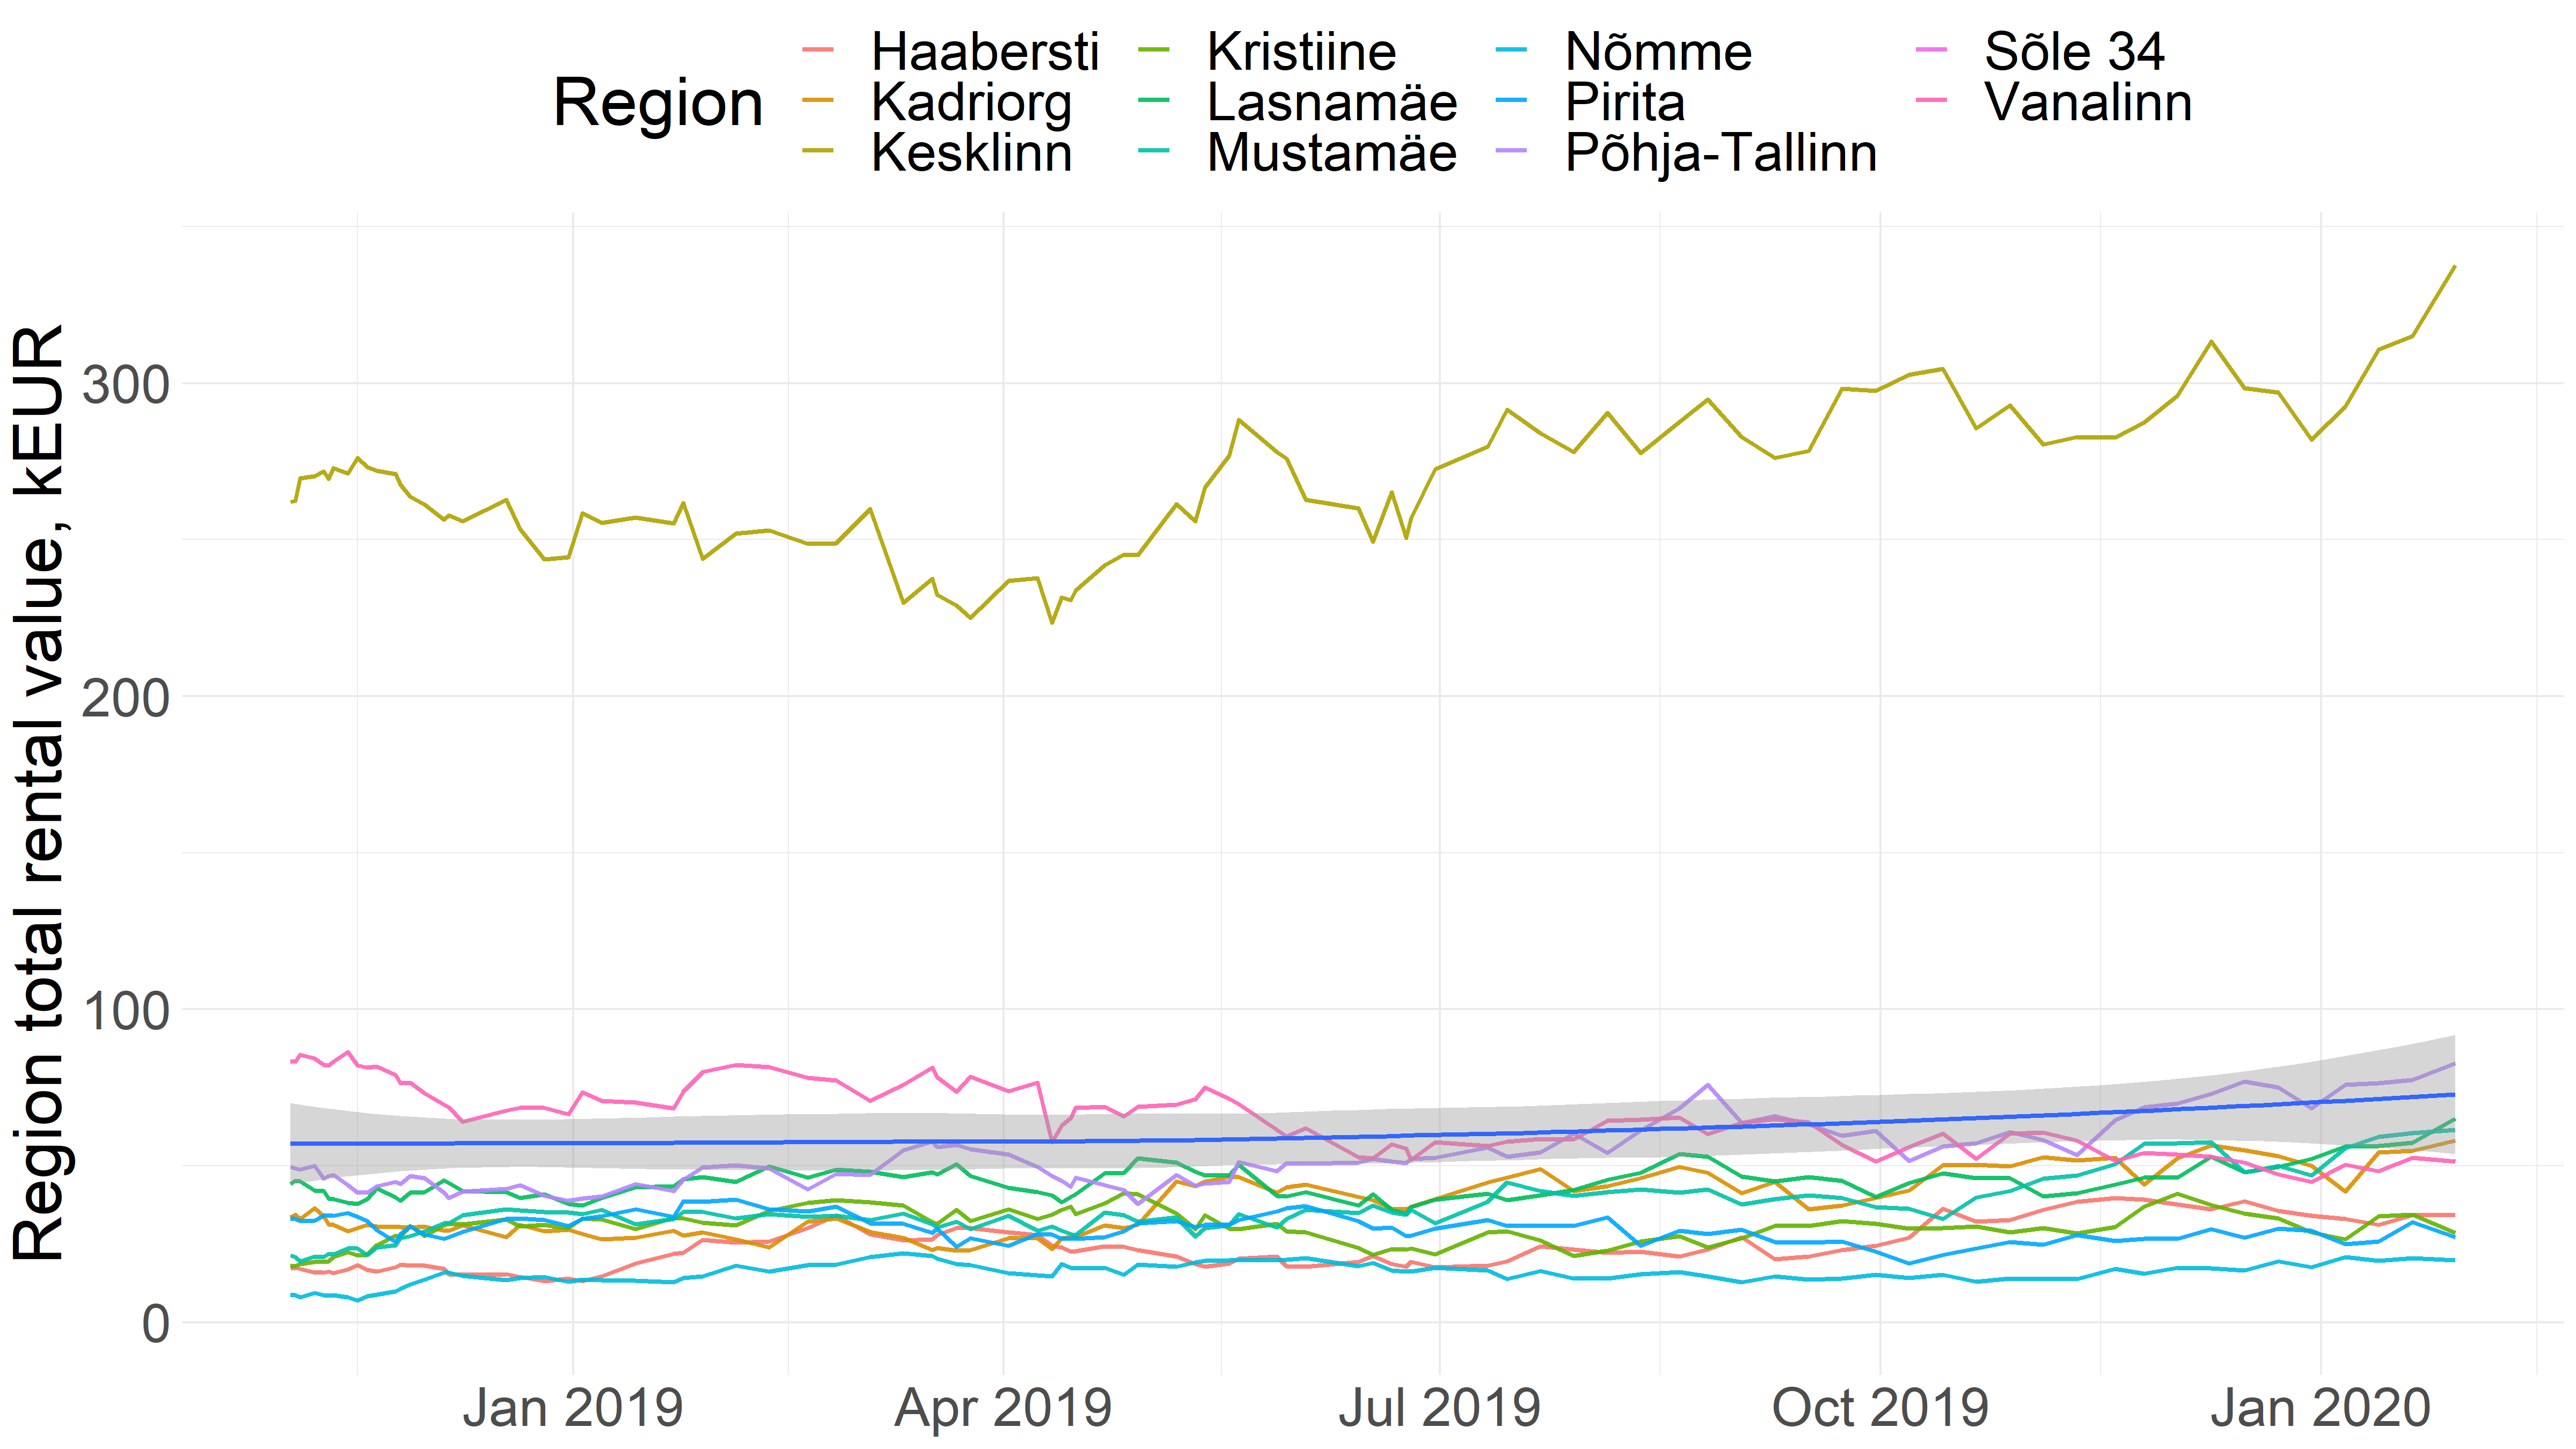 Region
Haabersti
Kadriorg
Kesklinn
Kristiine
Lasnamäe
Mustamäe
Nõmme
Pirita
Põhja-Tallinn
Sõle 34
Vanalinn
Region total rental value, kEUR
300
200
100
0
Jan 2019
Apr 2019
Jul 2019
Oct 2019
Jan 2020